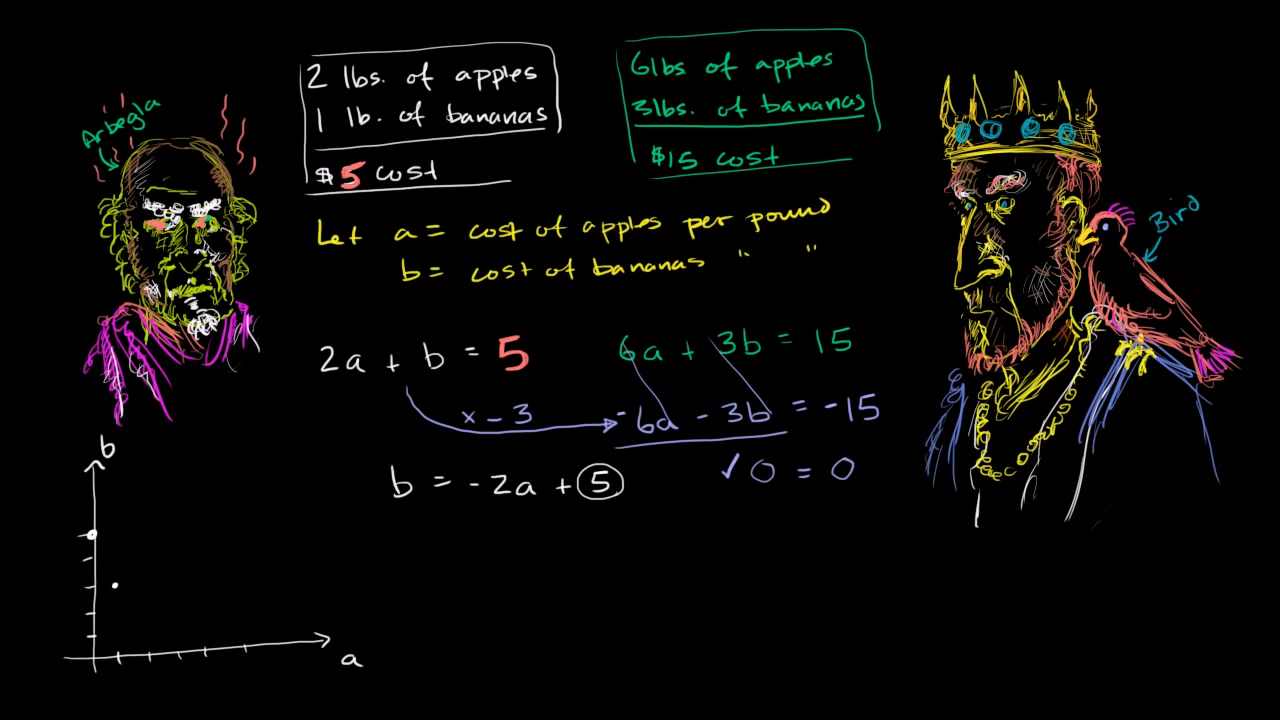 Arbegla
2 lbs. of apples
1 lb. of bananas
$5 cost
6lbs of apples
3lbs. of bananas
$15 cost
Bird
Let a = cost of apples per pound
b = cost of bananas " "
2a + b = 5
6a + 3b = 15
x -3
-6a - 3b = -15
b = -2a + 5
✓ 0 = 0
b
a